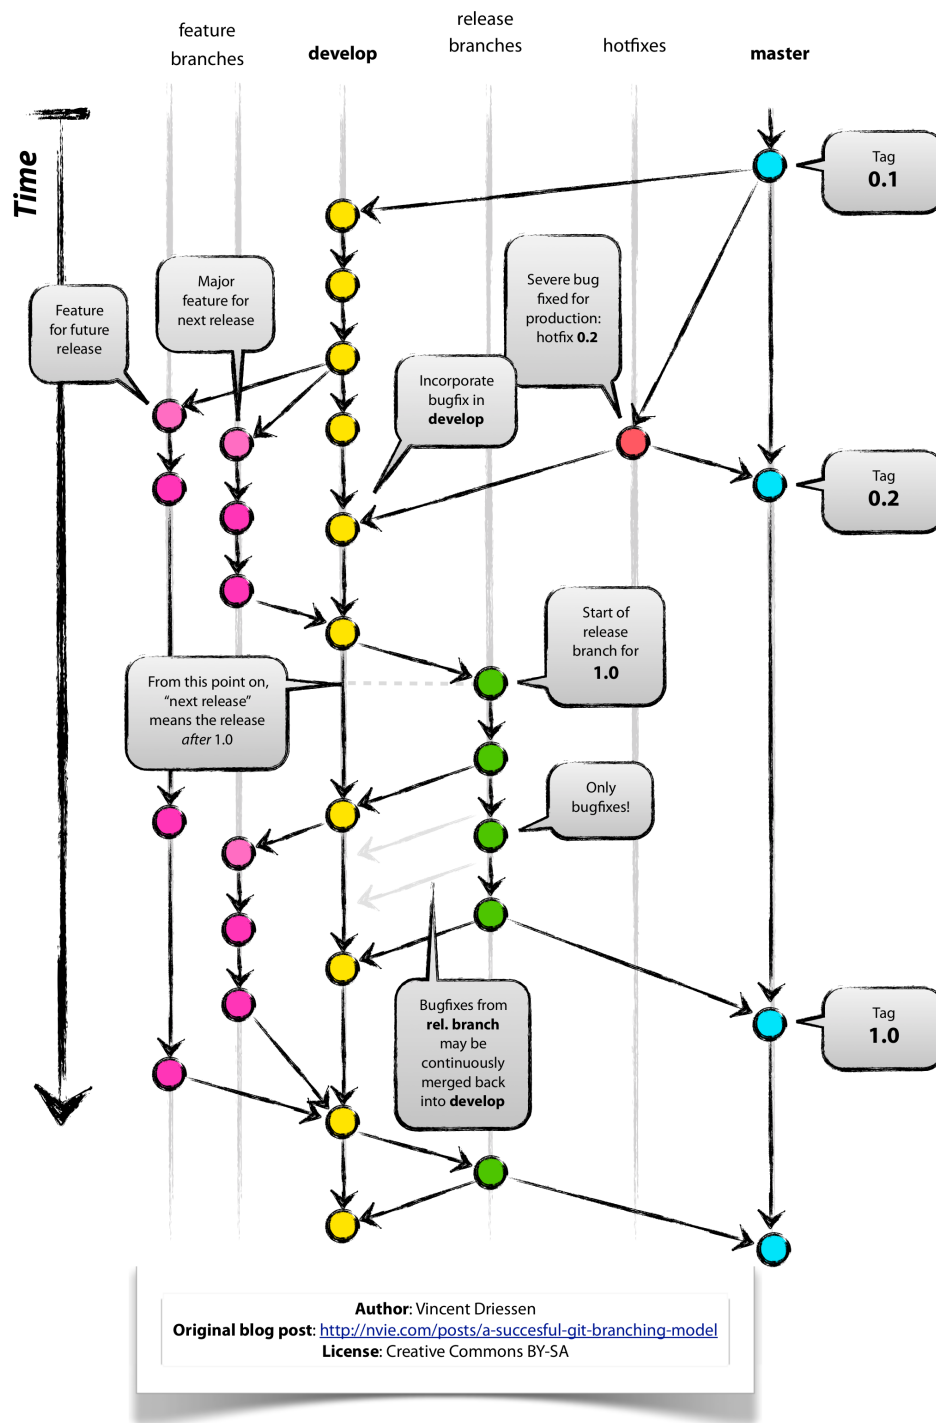 feature
branches
develop
release
branches
hotfixes
master
Time
Tag
0.1
Major
feature for
next release
Feature
for future
release
Severe bug
fixed for
production:
hotfix 0.2
Incorporate
bugfix in
develop
Tag
0.2
Start of
release
branch for
1.0
From this point on,
“next release”
means the release
after 1.0
Only
bugfixes!
Bugfixes from
rel. branch
may be
continuously
merged back
into develop
Tag
1.0
Author: Vincent Driessen
Original blog post: http://nvie.com/posts/a-succesful-git-branching-model
License: Creative Commons BY-SA